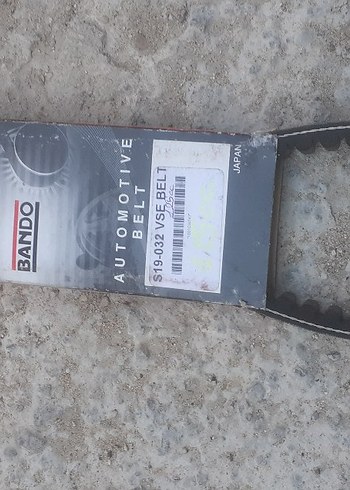 BANDO
AUTOMOTIVE
BELT
S19-032 VSE BELT
JAPAN